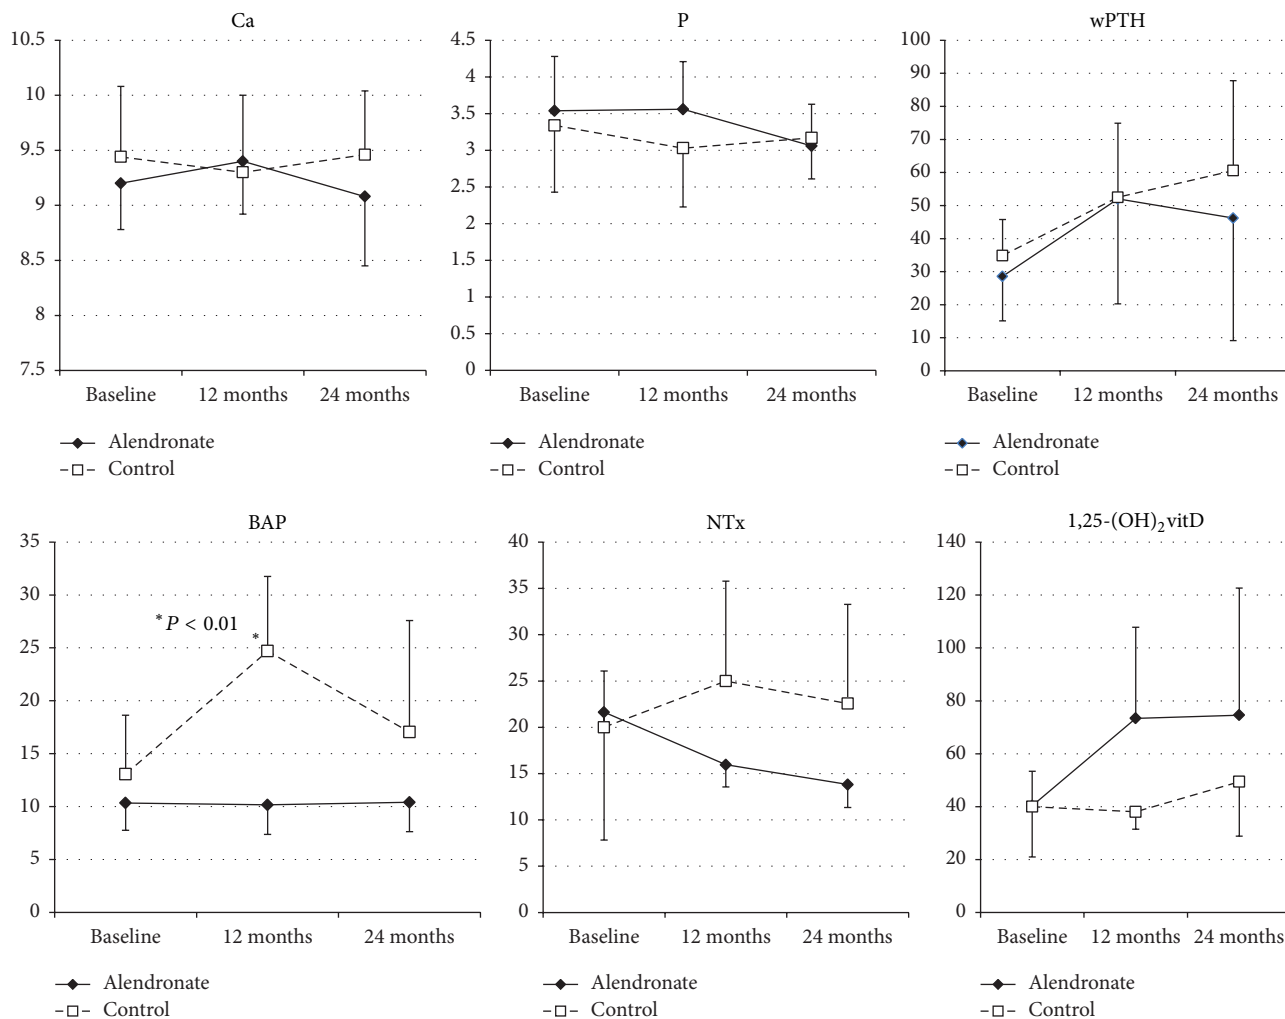 Ca
10.5
10
9.5
9
8.5
8
7.5
Baseline 12 months 24 months
Alendronate
Control
P
4.5
4
3.5
3
2.5
2
1.5
1
0.5
0
Baseline 12 months 24 months
Alendronate
Control
wPTH
100
90
80
70
60
50
40
30
20
10
0
Baseline 12 months 24 months
Alendronate
Control
BAP
35
30
25
20
15
10
5
0
*P < 0.01
*
Baseline 12 months 24 months
Alendronate
Control
NTx
40
35
30
25
20
15
10
5
0
Baseline 12 months 24 months
Alendronate
Control
1,25-(OH)₂vitD
140
120
100
80
60
40
20
0
Baseline 12 months 24 months
Alendronate
Control